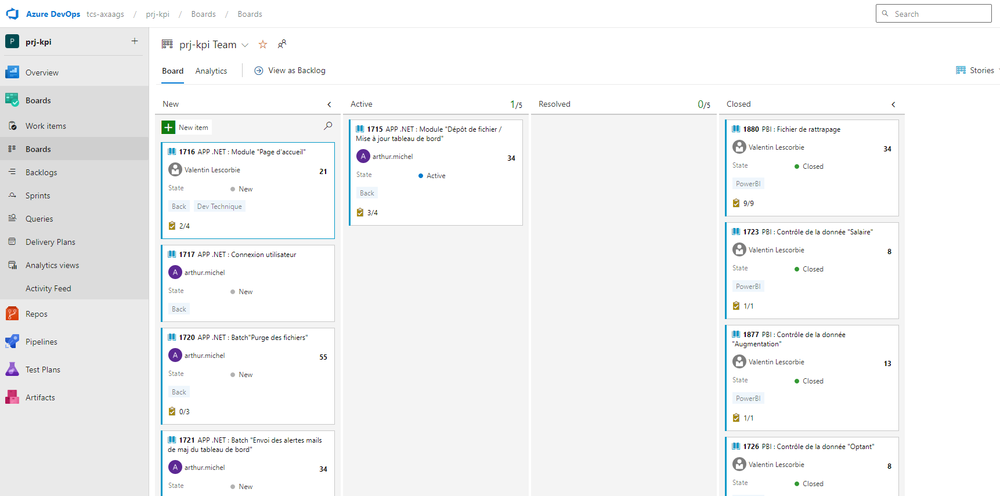 Azure DevOps tcs-axaags / prj-kpi / Boards / Boards
Search
P prj-kpi +
Overview
Boards
Work items
Boards
Backlogs
Sprints
Queries
Delivery Plans
Analytics views
Activity Feed
Repos
Pipelines
Test Plans
Artifacts
prj-kpi Team
Board Analytics View as Backlog
Stories
New
New item
1716 APP .NET : Module "Page d'accueil"
Valentin Lescorbie 21
State New
Back Dev Technique
2/4
1717 APP .NET : Connexion utilisateur
A arthur.michel
State New
Back
1720 APP .NET : Batch"Purge des fichiers"
A arthur.michel 55
State New
Back
0/3
1721 APP .NET : Batch "Envoi des alertes mails
de maj du tableau de bord"
A arthur.michel 34
State New
Active 1/5
1715 APP .NET : Module "Dépôt de fichier /
Mise à jour tableau de bord"
A arthur.michel 34
State Active
Back
3/4
Resolved 0/5
Closed
1880 PBI : Fichier de rattrapage
Valentin Lescorbie 34
State Closed
PowerBI
9/9
1723 PBI : Contrôle de la donnée "Salaire"
Valentin Lescorbie 8
State Closed
PowerBI
1/1
1877 PBI : Contrôle de la donnée
"Augmentation"
Valentin Lescorbie 13
State Closed
PowerBI
1/1
1726 PBI : Contrôle de la donnée "Optant"
Valentin Lescorbie 8
State Closed